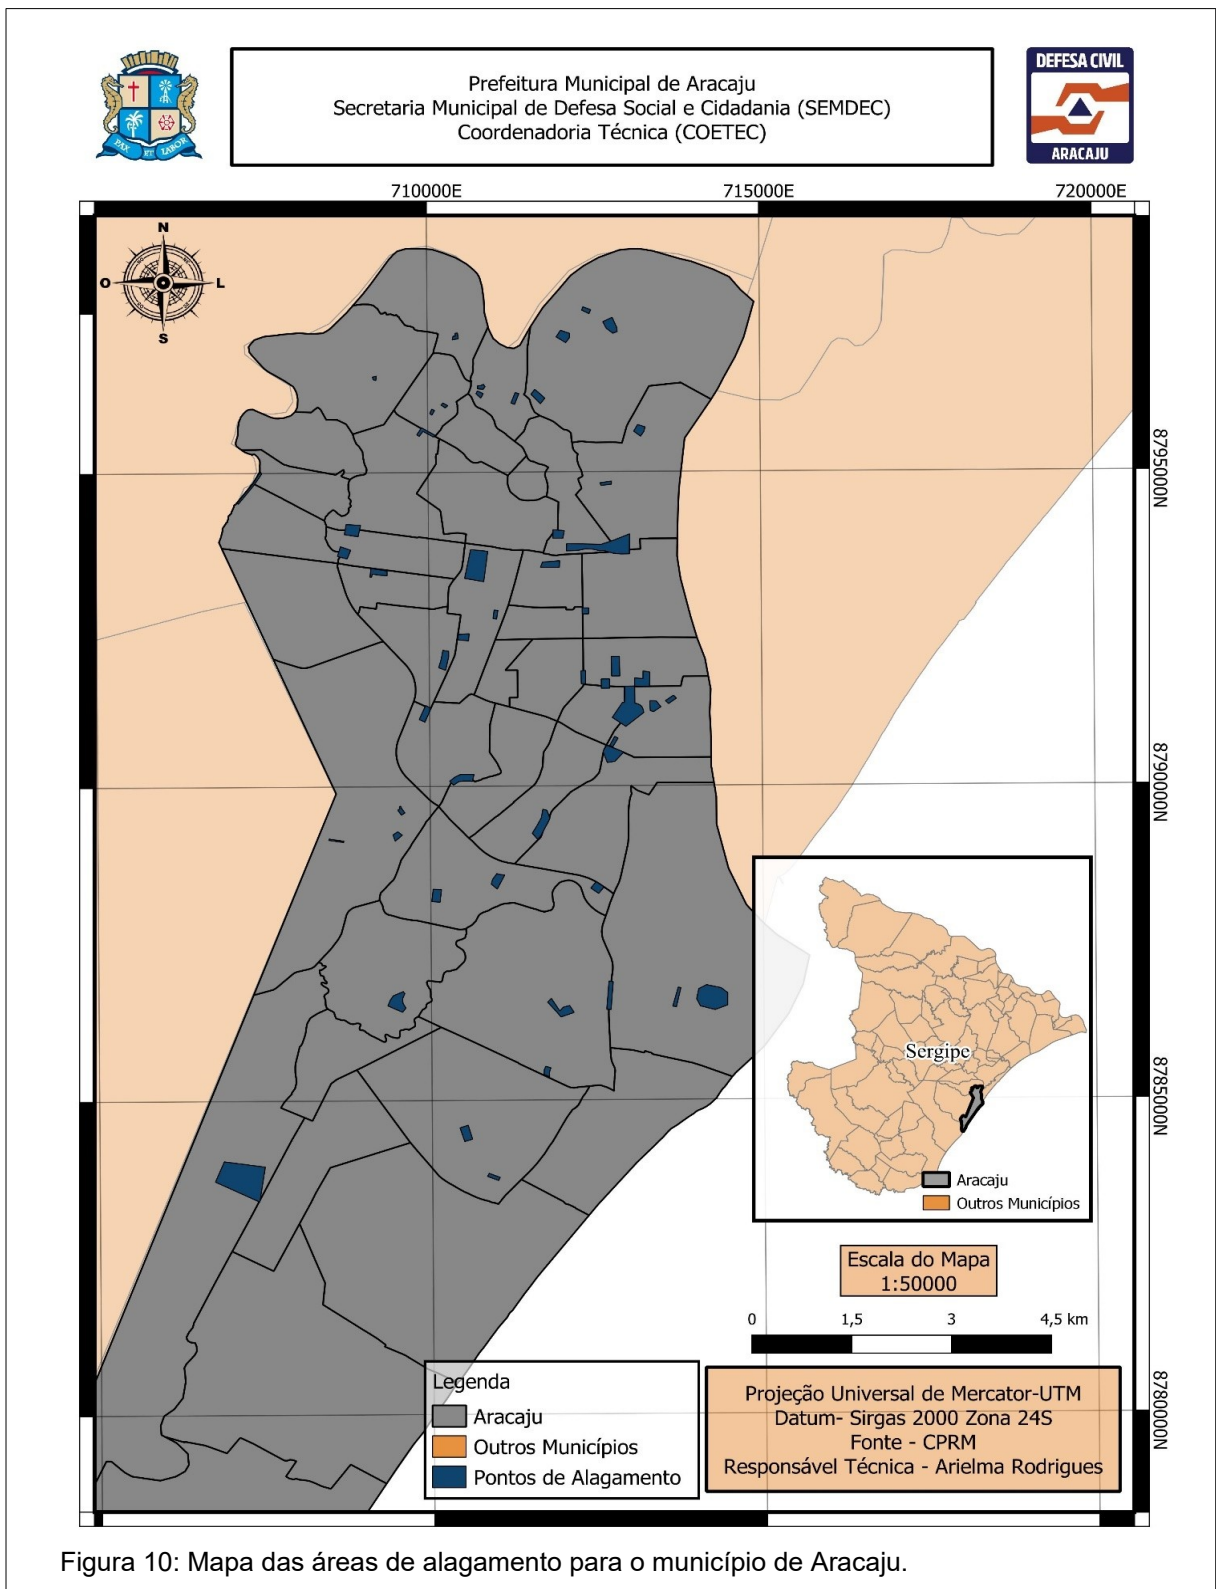 Prefeitura Municipal de Aracaju
Secretaria Municipal de Defesa Social e Cidadania (SEMDEC)
Coordenadoria Técnica (COETEC)
PAX ET LABOR
DEFESA CIVIL
ARACAJU
710000E
715000E
720000E
N
O
L
S
8795000N
8790000N
8785000N
8780000N
Sergipe
Aracaju
Outros Municípios
Escala do Mapa
1:50000
0 1,5 3 4,5 km
Legenda
Aracaju
Outros Municípios
Pontos de Alagamento
Projeção Universal de Mercator-UTM
Datum- Sirgas 2000 Zona 24S
Fonte - CPRM
Responsável Técnica - Arielma Rodrigues
Figura 10: Mapa das áreas de alagamento para o município de Aracaju.